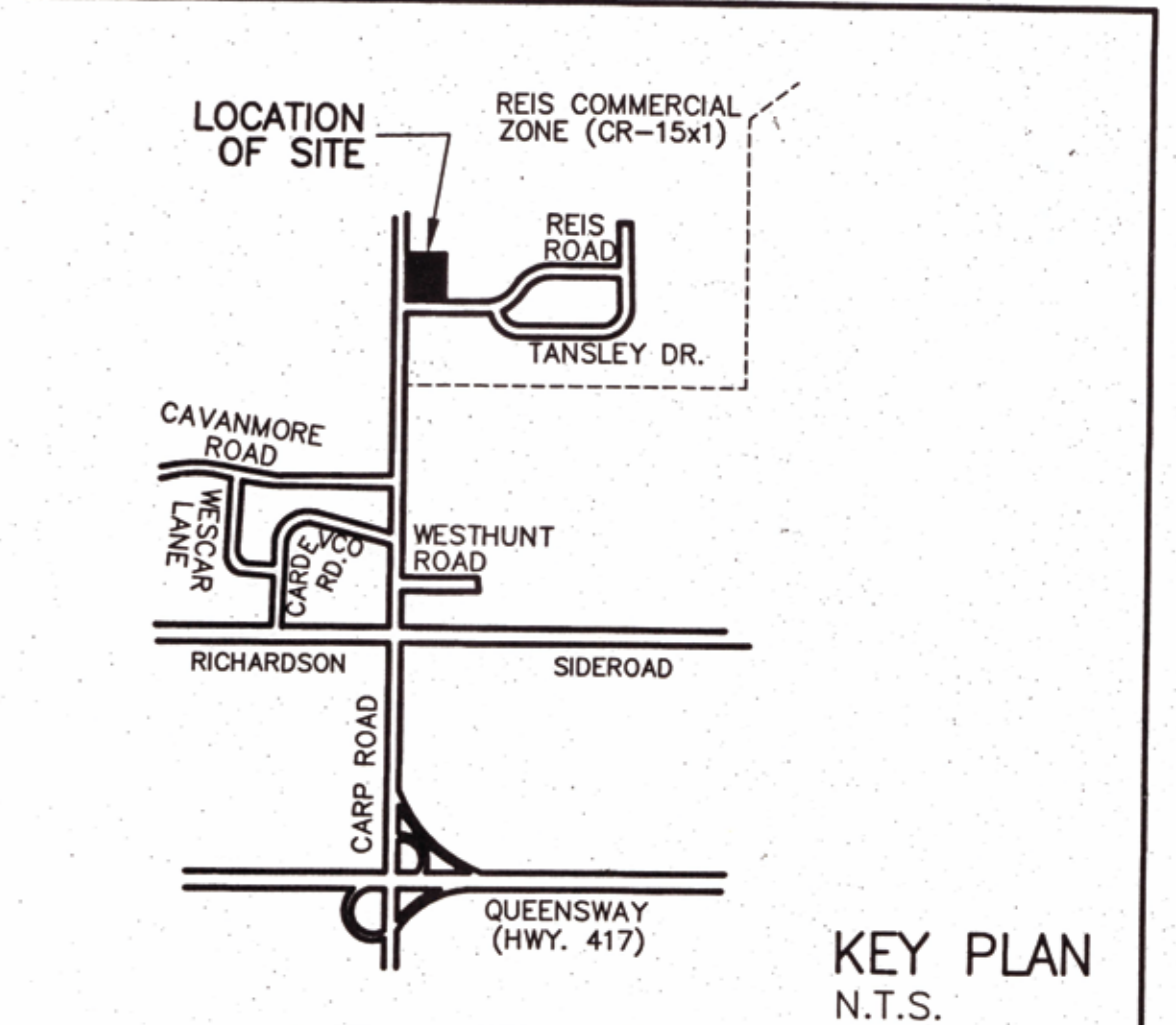 LOCATION
OF SITE
REIS COMMERCIAL
ZONE (CR-15x1)
REIS
ROAD
TANSLEY DR.
CAVANMORE
ROAD
WESCAR
LANE
CARDEVCO
RD.
WESTHUNT
ROAD
RICHARDSON SIDEROAD
CARP ROAD
QUEENSWAY
(HWY. 417)
KEY PLAN
N.T.S.